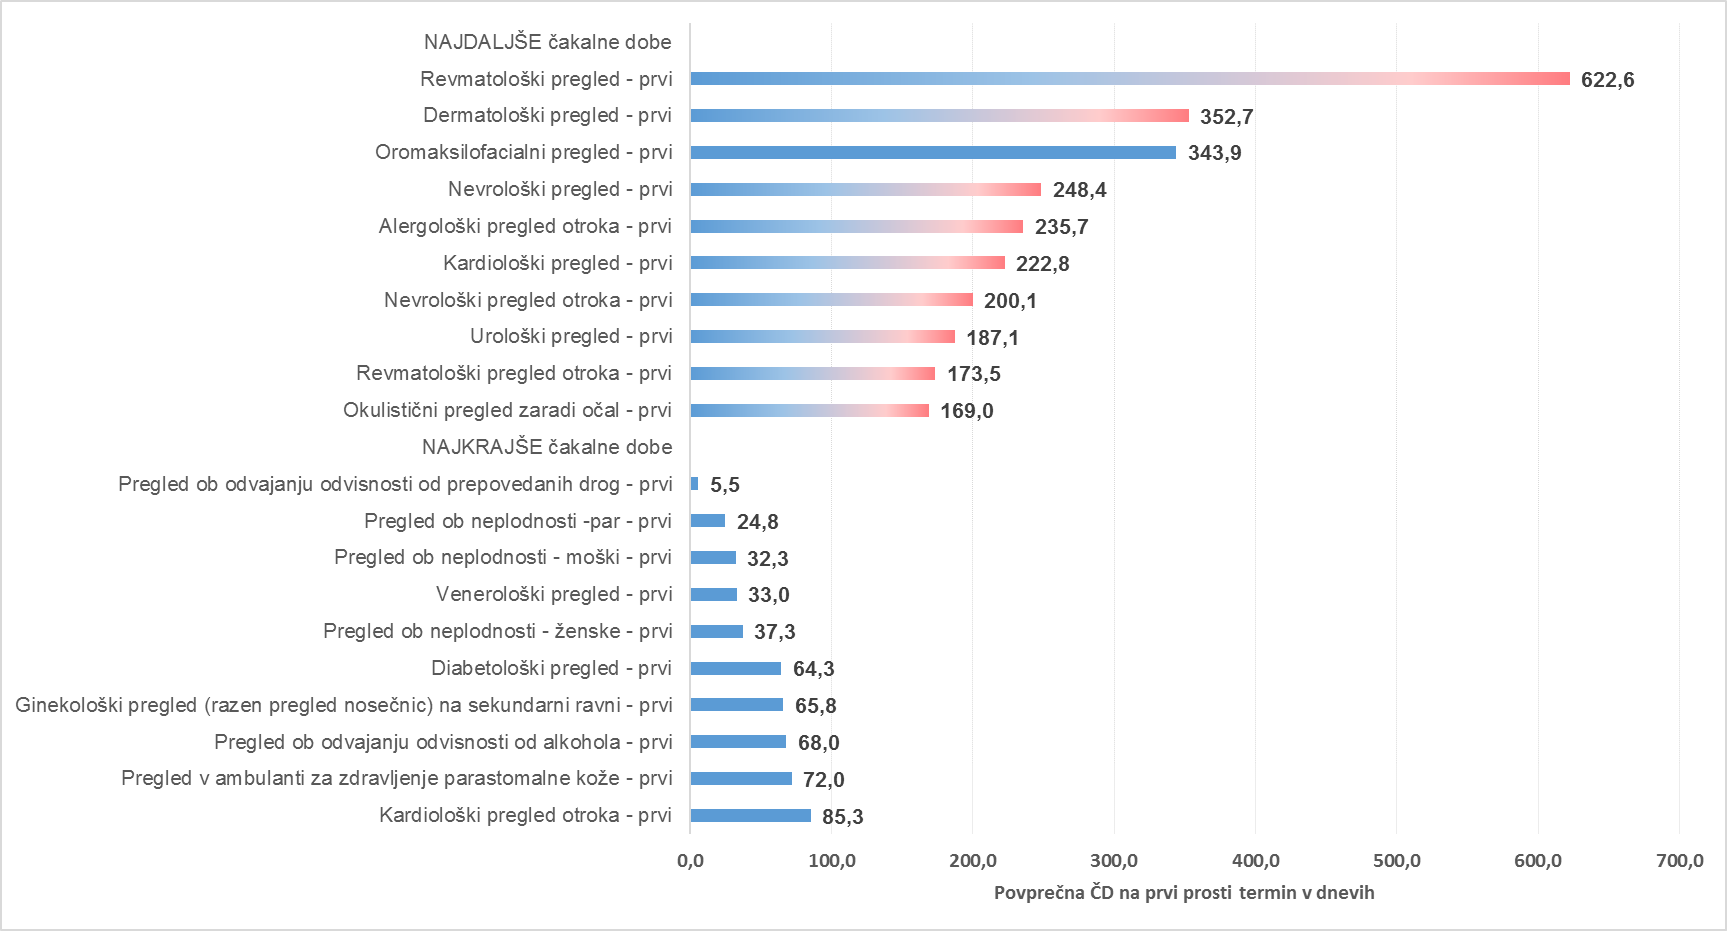 NAJDALJŠE čakalne dobe
Revmatološki pregled - prvi 622,6
Dermatološki pregled - prvi 352,7
Oromaksilofacialni pregled - prvi 343,9
Nevrološki pregled - prvi 248,4
Alergološki pregled otroka - prvi 235,7
Kardiološki pregled - prvi 222,8
Nevrološki pregled otroka - prvi 200,1
Urološki pregled - prvi 187,1
Revmatološki pregled otroka - prvi 173,5
Okulistični pregled zaradi očal - prvi 169,0
NAJKRAJŠE čakalne dobe
Pregled ob odvajanju odvisnosti od prepovedanih drog - prvi 5,5
Pregled ob neplodnosti -par - prvi 24,8
Pregled ob neplodnosti - moški - prvi 32,3
Venerološki pregled - prvi 33,0
Pregled ob neplodnosti - ženske - prvi 37,3
Diabetološki pregled - prvi 64,3
Ginekološki pregled (razen pregled nosečnic) na sekundarni ravni - prvi 65,8
Pregled ob odvajanju odvisnosti od alkohola - prvi 68,0
Pregled v ambulanti za zdravljenje parastomalne kože - prvi 72,0
Kardiološki pregled otroka - prvi 85,3
0,0 100,0 200,0 300,0 400,0 500,0 600,0 700,0
Povprečna ČD na prvi prosti termin v dnevih